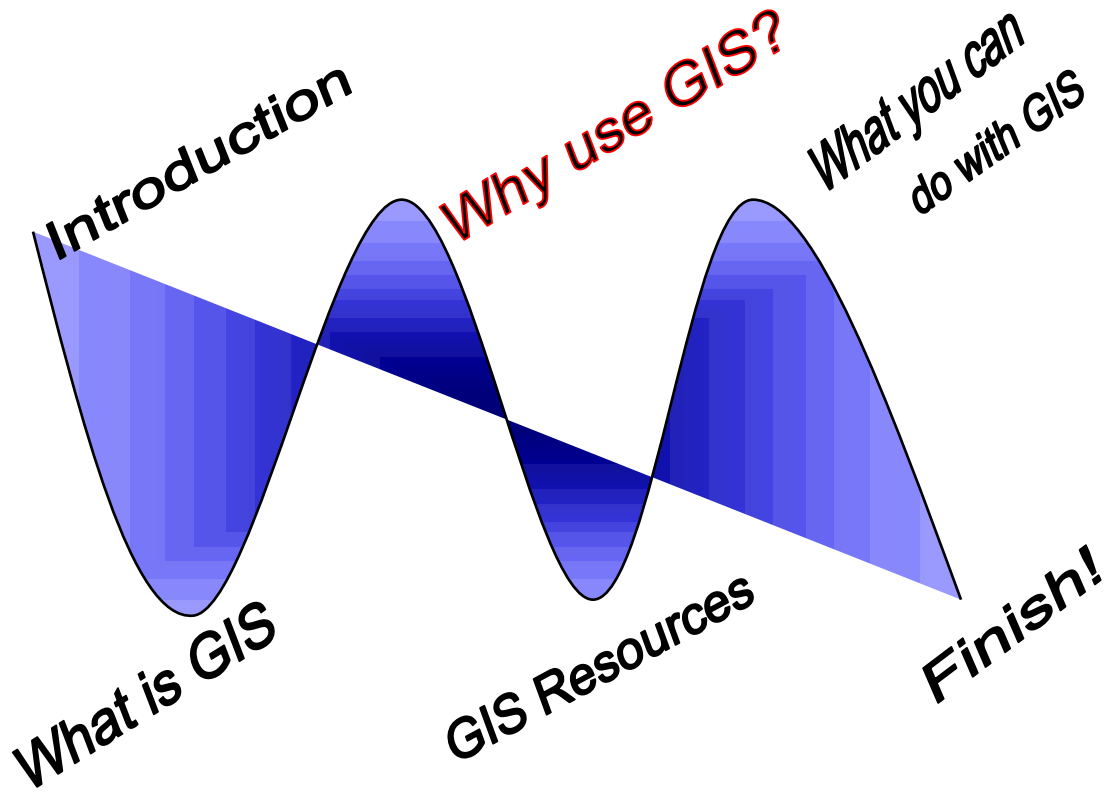 Introduction
What is GIS
Why use GIS?
GIS Resources
What you can
do with GIS
Finish!